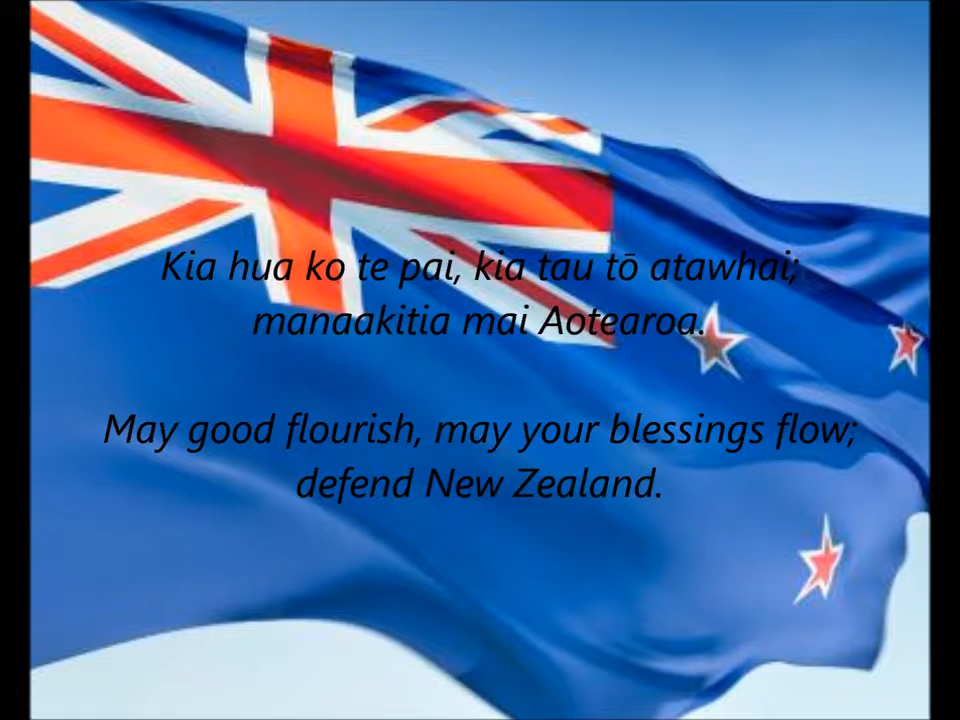 Kia hua ko te pai, kia tau tō atawhai;
manaakitia mai Aotearoa.
May good flourish, may your blessings flow;
defend New Zealand.